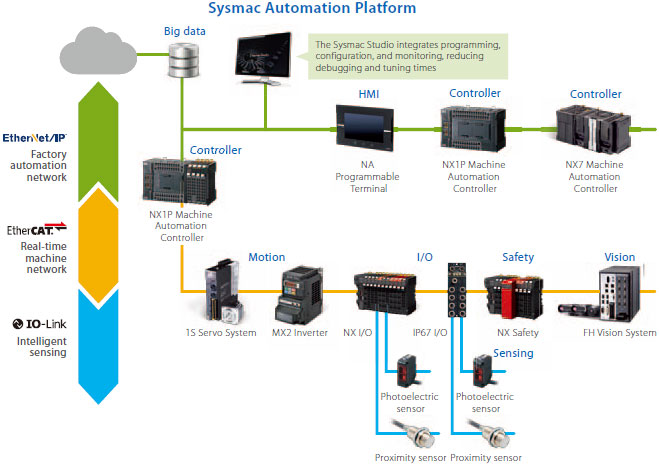 Sysmac Automation Platform
Big data
The Sysmac Studio integrates programming,
configuration, and monitoring, reducing
debugging and tuning times
HMI
Controller
Controller
EtherNet/IP
Factory
automation
network
Controller
NA
Programmable
Terminal
NX1P Machine
Automation
Controller
NX7 Machine
Automation
Controller
NX1P Machine
Automation
Controller
EtherCAT
Real-time
machine
network
Motion
I/O
Safety
Vision
1S Servo System
MX2 Inverter
NX I/O
IP67 I/O
NX Safety
FH Vision System
IO-Link
Intelligent
sensing
Sensing
Photoelectric
sensor
Photoelectric
sensor
Proximity sensor
Proximity sensor